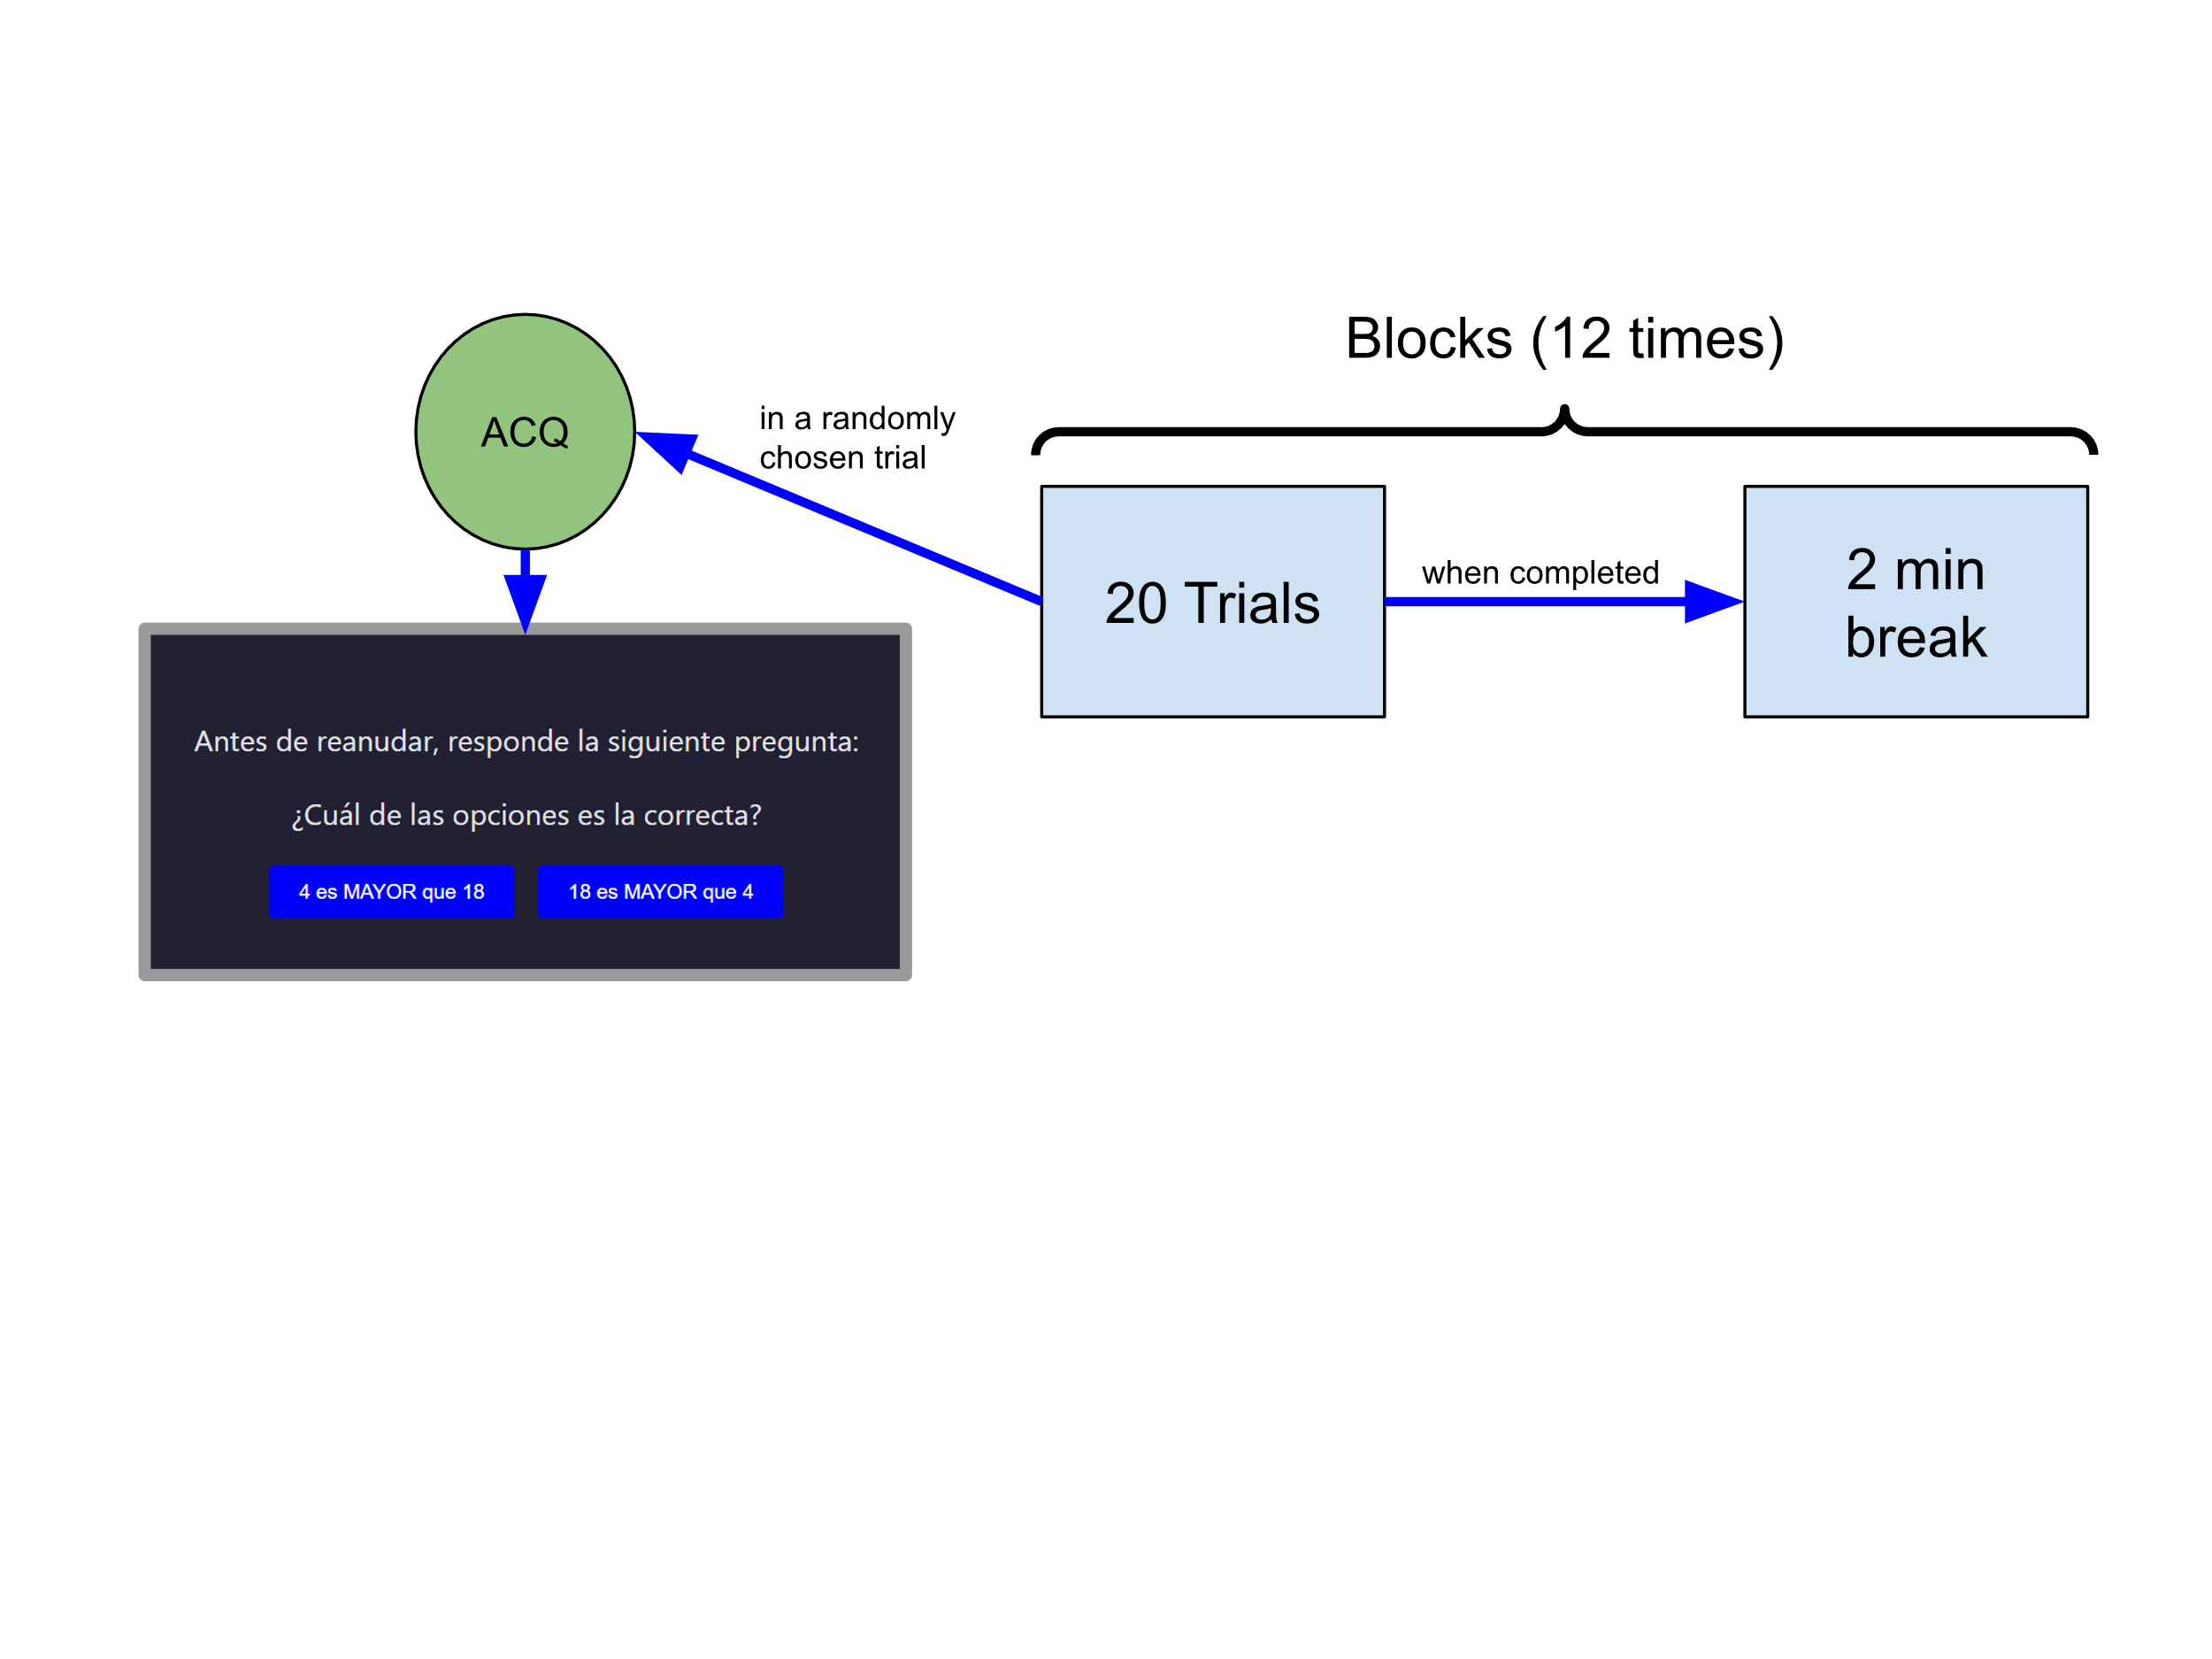 Blocks (12 times)
ACQ
in a randomly
chosen trial
20 Trials
when completed
2 min
break
Antes de reanudar, responde la siguiente pregunta:
¿Cuál de las opciones es la correcta?
4 es MAYOR que 18
18 es MAYOR que 4